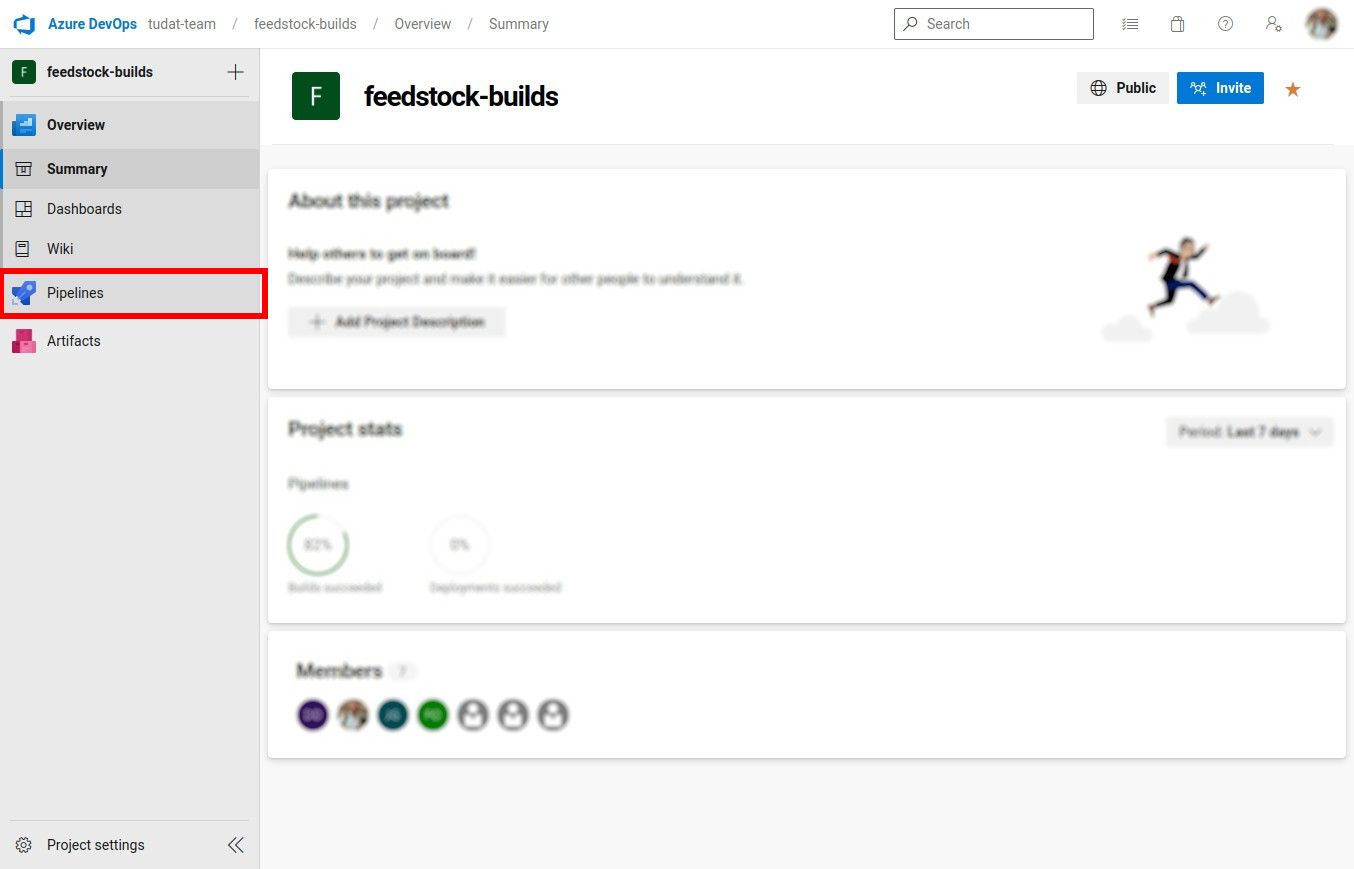 Azure DevOps tudat-team / feedstock-builds / Overview / Summary
Search
F feedstock-builds
F feedstock-builds
Public
Invite
Overview
Summary
Dashboards
Wiki
Pipelines
Artifacts
About this project
Help others to get on board!
Describe your project and make it easier for other people to understand it.
Add Project Description
Project stats
Period: Last 7 days
Pipelines
82%
0%
Builds succeeded
Deployments succeeded
Members 7
Project settings